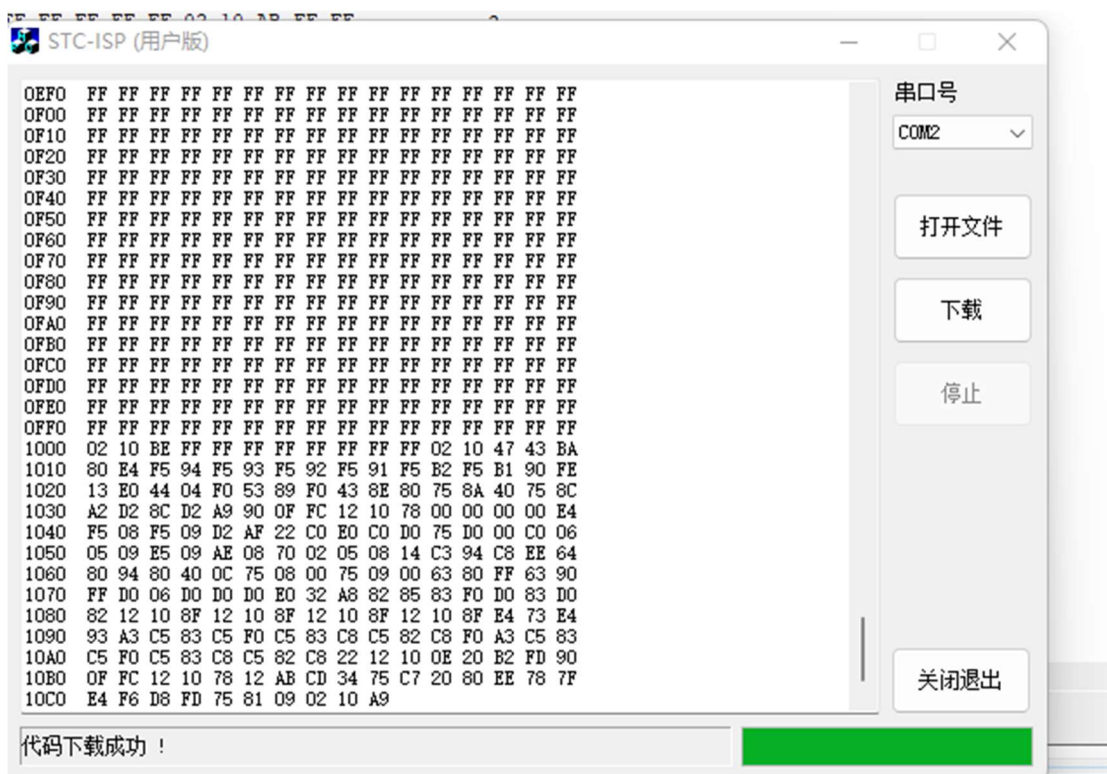 STC-ISP (用户版)
串口号
COM2
打开文件
下载
停止
关闭退出
0EF0 FF FF FF FF FF FF FF FF FF FF FF FF FF FF FF FF
0F00 FF FF FF FF FF FF FF FF FF FF FF FF FF FF FF FF
0F10 FF FF FF FF FF FF FF FF FF FF FF FF FF FF FF FF
0F20 FF FF FF FF FF FF FF FF FF FF FF FF FF FF FF FF
0F30 FF FF FF FF FF FF FF FF FF FF FF FF FF FF FF FF
0F40 FF FF FF FF FF FF FF FF FF FF FF FF FF FF FF FF
0F50 FF FF FF FF FF FF FF FF FF FF FF FF FF FF FF FF
0F60 FF FF FF FF FF FF FF FF FF FF FF FF FF FF FF FF
0F70 FF FF FF FF FF FF FF FF FF FF FF FF FF FF FF FF
0F80 FF FF FF FF FF FF FF FF FF FF FF FF FF FF FF FF
0F90 FF FF FF FF FF FF FF FF FF FF FF FF FF FF FF FF
0FA0 FF FF FF FF FF FF FF FF FF FF FF FF FF FF FF FF
0FB0 FF FF FF FF FF FF FF FF FF FF FF FF FF FF FF FF
0FC0 FF FF FF FF FF FF FF FF FF FF FF FF FF FF FF FF
0FD0 FF FF FF FF FF FF FF FF FF FF FF FF FF FF FF FF
0FE0 FF FF FF FF FF FF FF FF FF FF FF FF FF FF FF FF
0FF0 FF FF FF FF FF FF FF FF FF FF FF FF FF FF FF FF
1000 02 10 BE FF FF FF FF FF FF FF FF 02 10 47 43 BA
1010 80 E4 F5 94 F5 93 F5 92 F5 91 F5 B2 F5 B1 90 FE
1020 13 E0 44 04 F0 53 89 F0 43 8E 80 75 8A 40 75 8C
1030 A2 D2 8C D2 A9 90 0F FC 12 10 78 00 00 00 00 E4
1040 F5 08 F5 09 D2 AF 22 C0 E0 C0 D0 75 D0 00 C0 06
1050 05 09 E5 09 AE 08 70 02 05 08 14 C3 94 C8 EE 64
1060 80 94 80 40 0C 75 08 00 75 09 00 63 80 FF 63 90
1070 FF D0 06 D0 D0 D0 E0 32 A8 82 85 83 F0 D0 83 D0
1080 82 12 10 8F 12 10 8F 12 10 8F 12 10 8F E4 73 E4
1090 93 A3 C5 83 C5 F0 C5 83 C8 C5 82 C8 F0 A3 C5 83
10A0 C5 F0 C5 83 C8 C5 82 C8 22 12 10 0E 20 B2 FD 90
10B0 0F FC 12 10 78 12 AB CD 34 75 C7 20 80 EE 78 7F
10C0 E4 F6 D8 FD 75 81 09 02 10 A9
代码下载成功 !